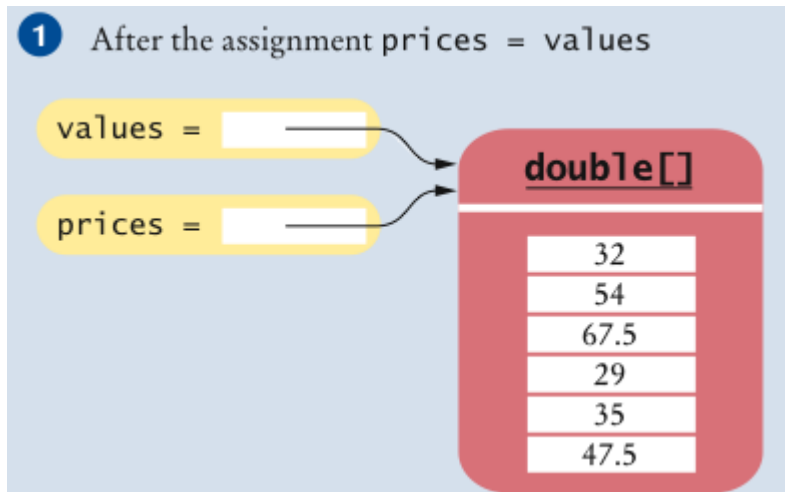 1 After the assignment prices = values
values =
prices =
double[]
32
54
67.5
29
35
47.5